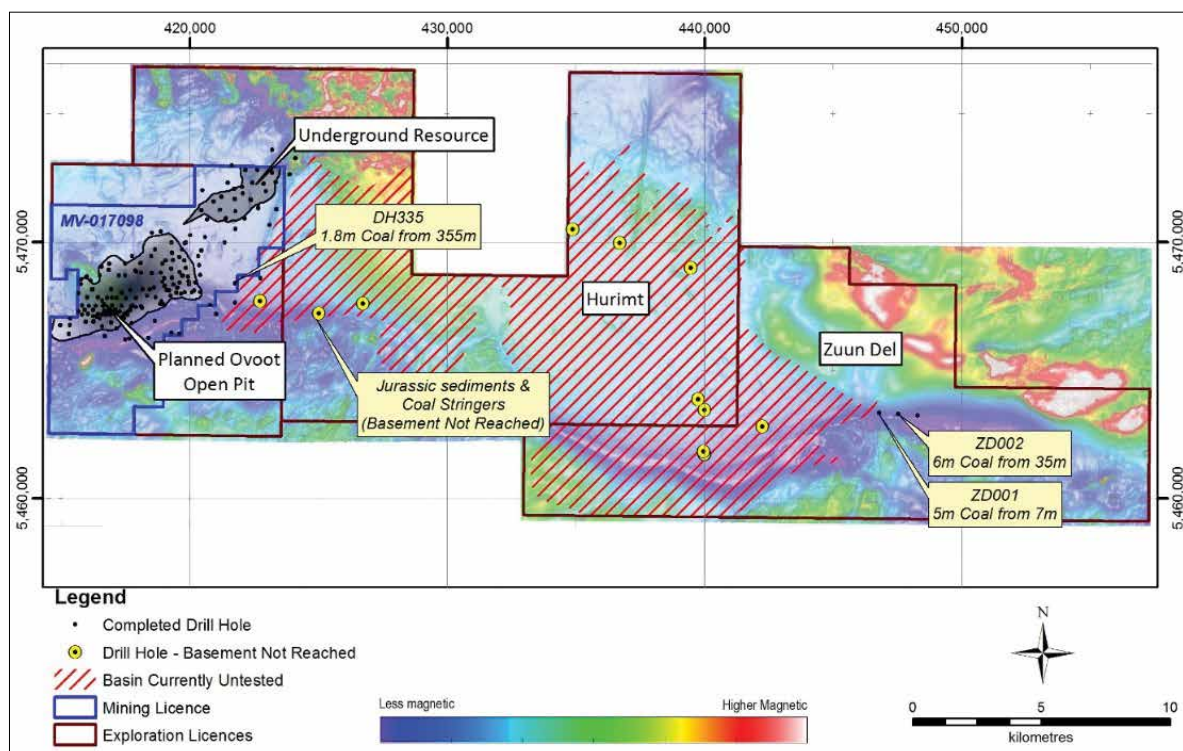 420,000
430,000
440,000
450,000
Underground Resource
MV-017098
DH335
1.8m Coal from 355m
5,470,000
5,470,000
Hurimt
Zuun Del
Planned Ovoot
Open Pit
Jurassic sediments &
Coal Stringers
(Basement Not Reached)
ZD002
6m Coal from 35m
ZD001
5m Coal from 7m
5,460,000
5,460,000
Legend
Completed Drill Hole
Drill Hole - Basement Not Reached
Basin Currently Untested
Mining Licence
Exploration Licences
Less magnetic
Higher Magnetic
N
0
5
10
kilometres